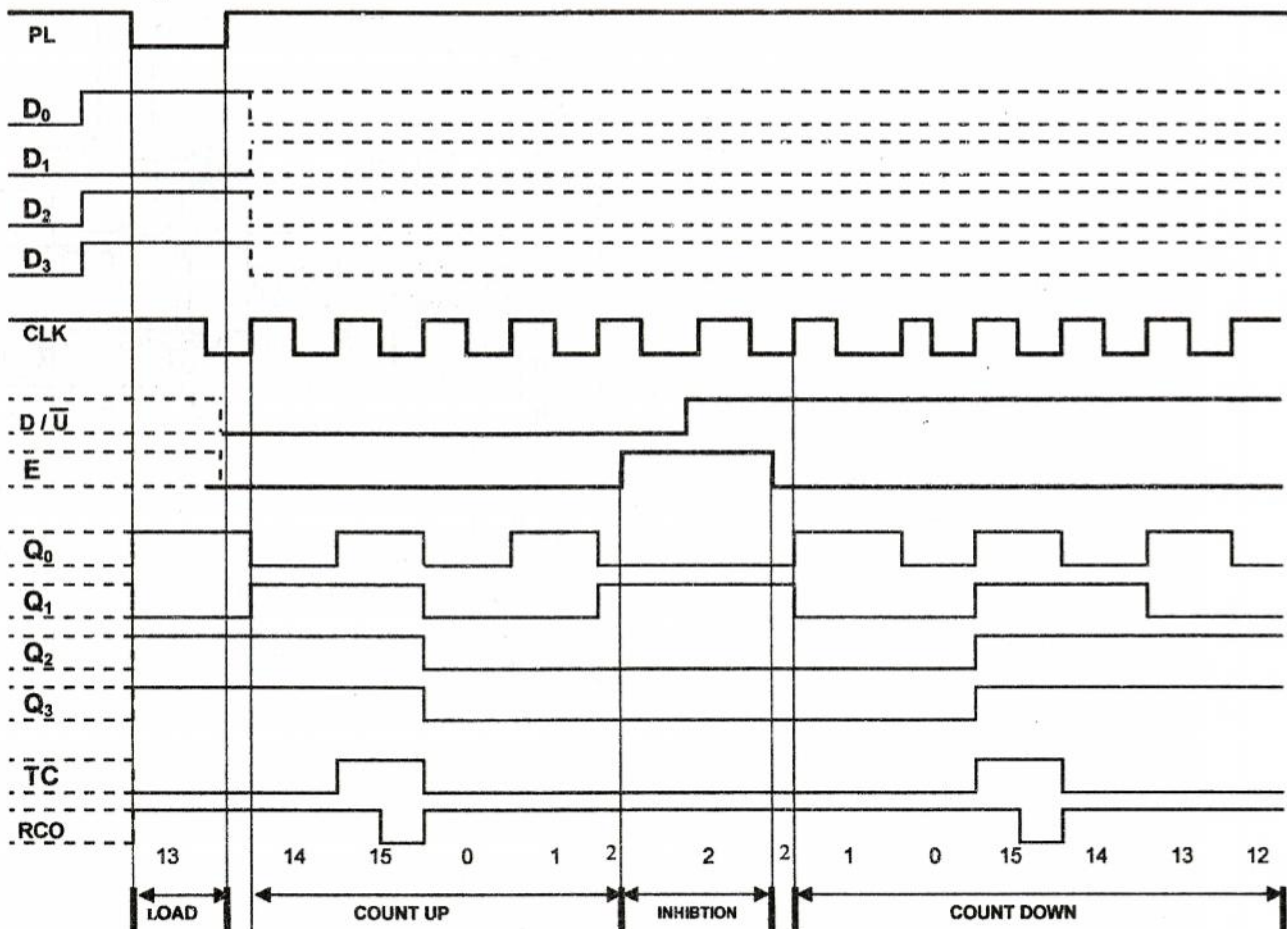 PL
D₀
D₁
D₂
D₃
CLK
D / U̅
E
Q₀
Q₁
Q₂
Q₃
TC
RCO
13 14 15 0 1 2 2 2 1 0 15 14 13 12
LOAD COUNT UP INHIBTION COUNT DOWN